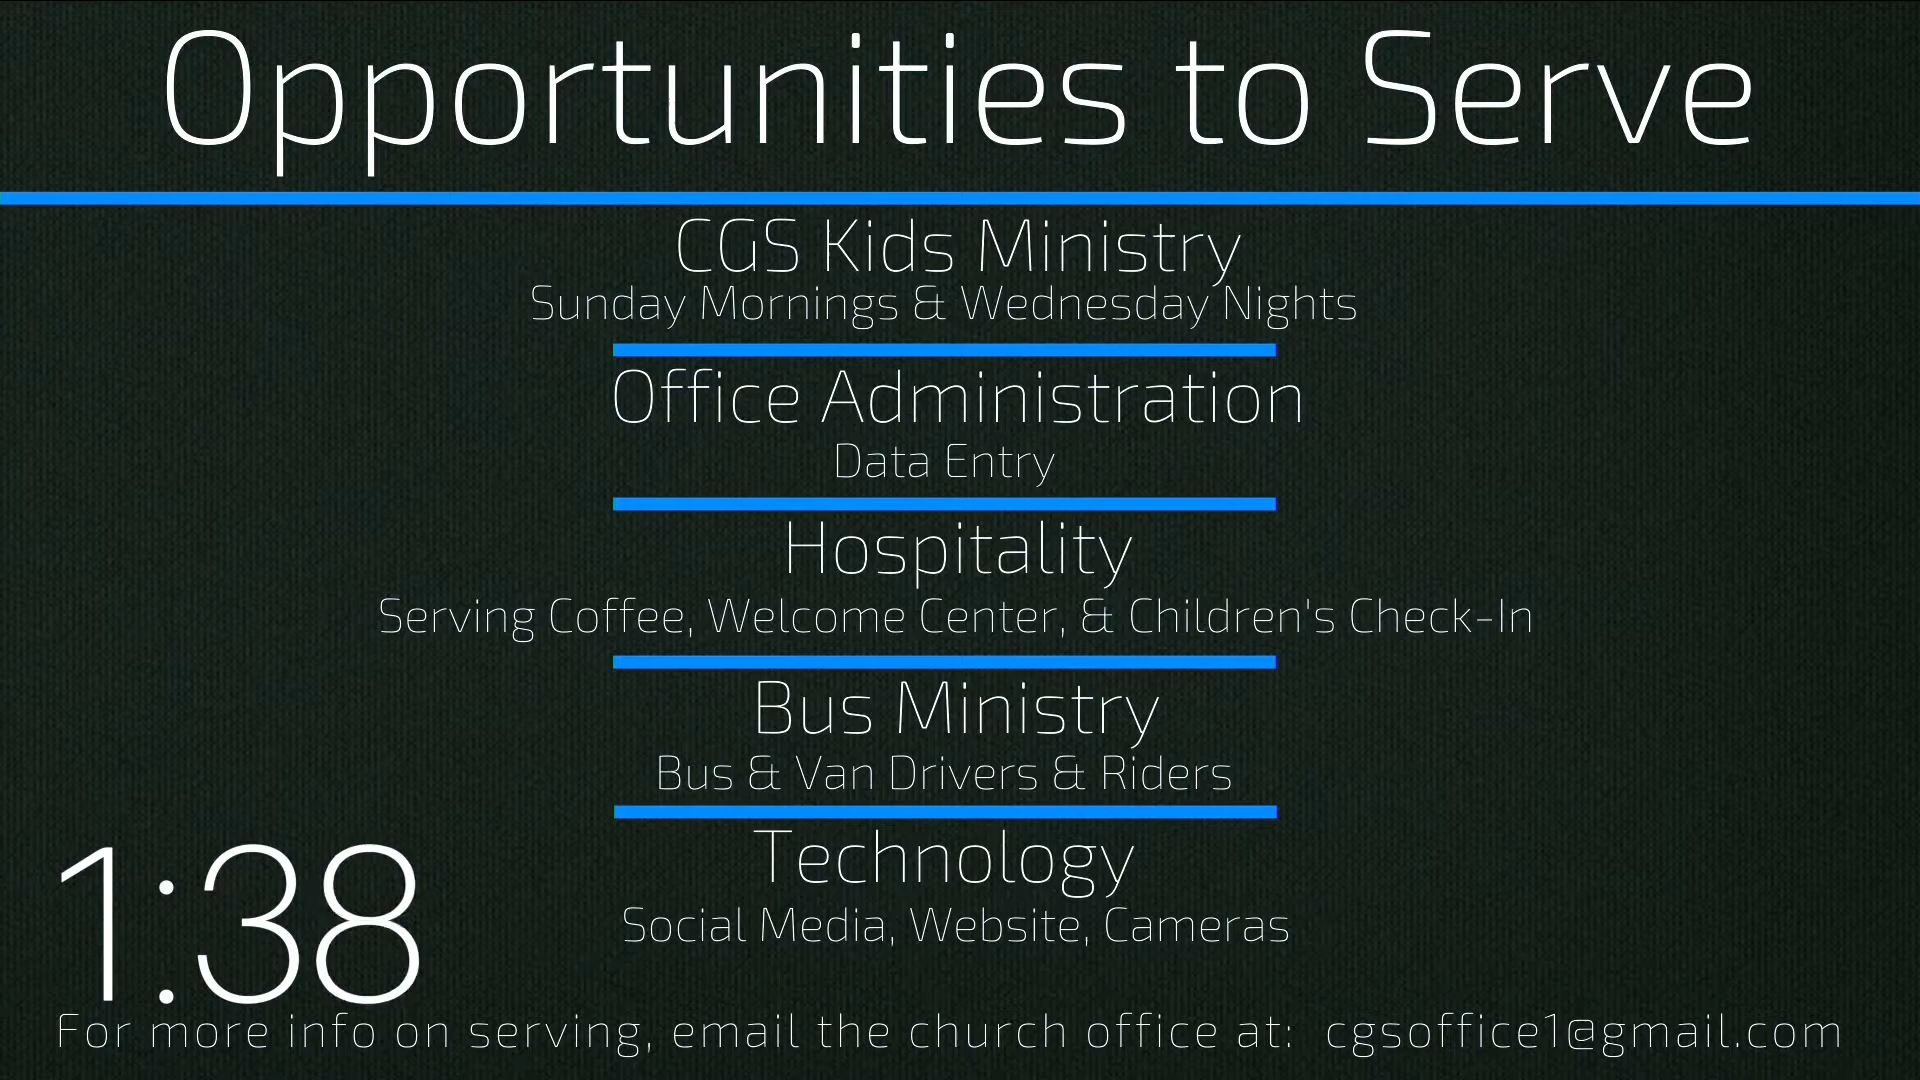 Opportunities to Serve
CGS Kids Ministry
Sunday Mornings & Wednesday Nights
Office Administration
Data Entry
Hospitality
Serving Coffee, Welcome Center, & Children's Check-In
Bus Ministry
Bus & Van Drivers & Riders
Technology
Social Media, Website, Cameras
1:38
For more info on serving, email the church office at: cgsoffice1@gmail.com